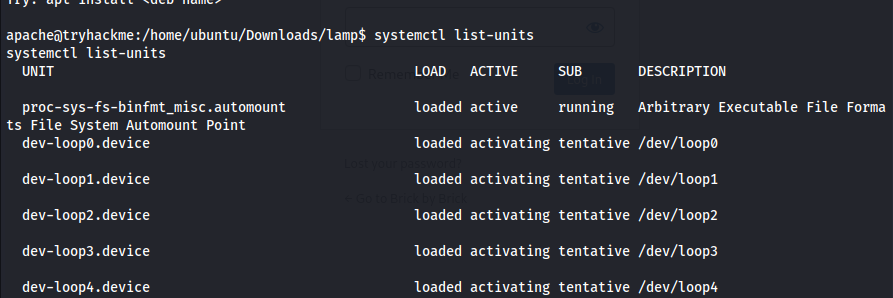 Try: apt install <deb name>
apache@tryhackme:/home/ubuntu/Downloads/lamp$ systemctl list-units
systemctl list-units
UNIT LOAD ACTIVE SUB DESCRIPTION
proc-sys-fs-binfmt_misc.automount loaded active running Arbitrary Executable File Forma
ts File System Automount Point
dev-loop0.device loaded activating tentative /dev/loop0
dev-loop1.device loaded activating tentative /dev/loop1
dev-loop2.device loaded activating tentative /dev/loop2
dev-loop3.device loaded activating tentative /dev/loop3
dev-loop4.device loaded activating tentative /dev/loop4